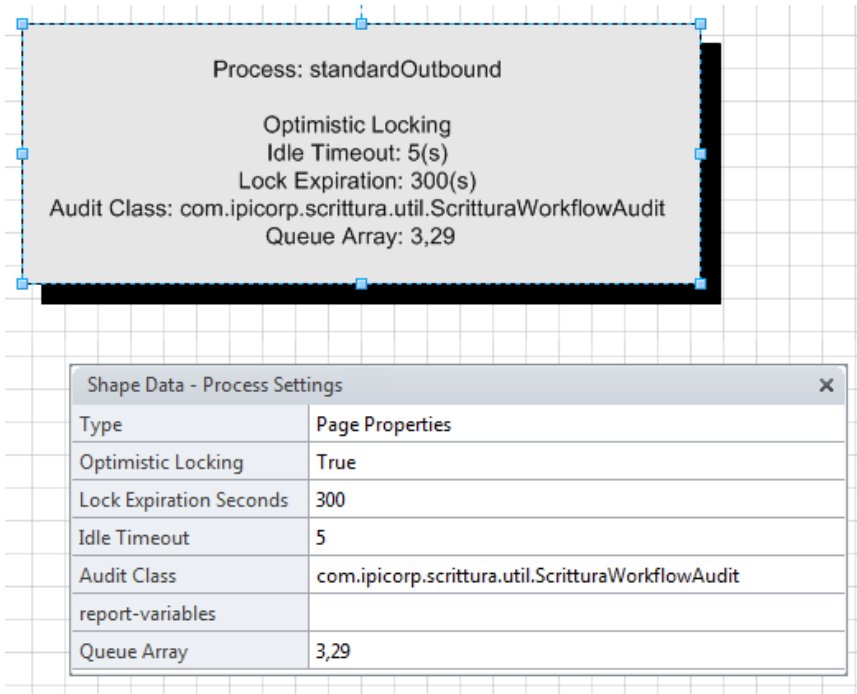 Process: standardOutbound
Optimistic Locking
Idle Timeout: 5(s)
Lock Expiration: 300(s)
Audit Class: com.ipicorp.scrittura.util.ScritturaWorkflowAudit
Queue Array: 3,29
Shape Data - Process Settings
Type Page Properties
Optimistic Locking True
Lock Expiration Seconds 300
Idle Timeout 5
Audit Class com.ipicorp.scrittura.util.ScritturaWorkflowAudit
report-variables
Queue Array 3,29